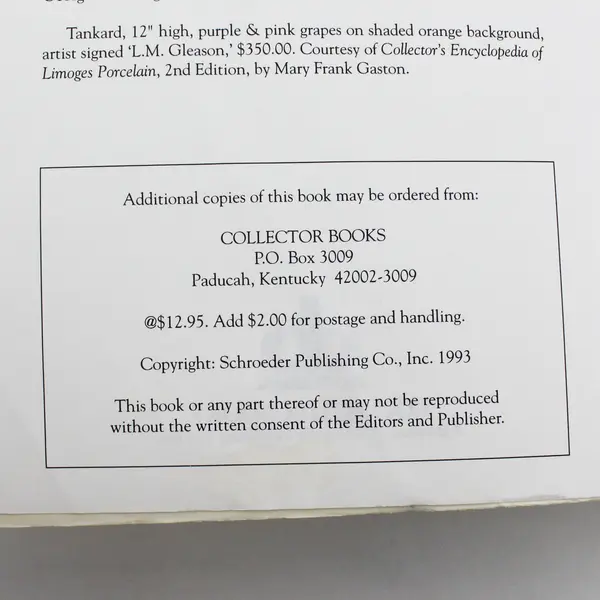 Tankard, 12" high, purple & pink grapes on shaded orange background,
artist signed 'L.M. Gleason,' $350.00. Courtesy of Collector's Encyclopedia of
Limoges Porcelain, 2nd Edition, by Mary Frank Gaston.
Additional copies of this book may be ordered from:
COLLECTOR BOOKS
P.O. Box 3009
Paducah, Kentucky 42002-3009
@$12.95. Add $2.00 for postage and handling.
Copyright: Schroeder Publishing Co., Inc. 1993
This book or any part thereof or may not be reproduced
without the written consent of the Editors and Publisher.